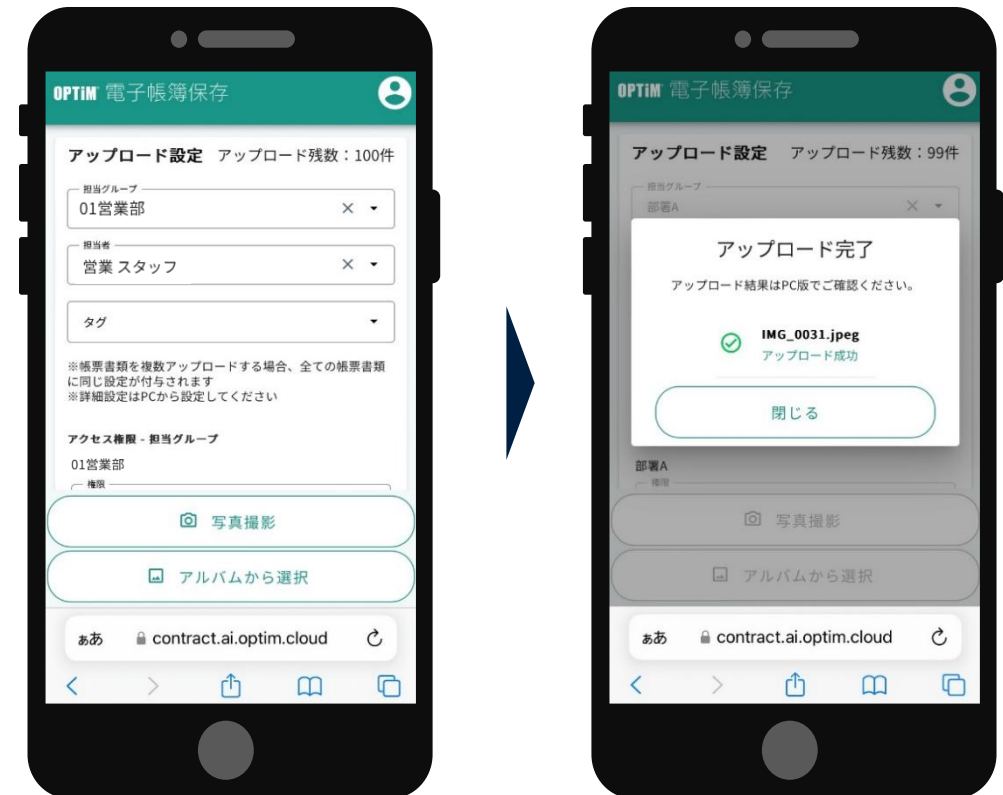 OPTiM 電子帳簿保存
アップロード設定 アップロード残数：100件
担当グループ
01営業部
担当者
営業 スタッフ
タグ
※帳票書類を複数アップロードする場合、全ての帳票書類
に同じ設定が付与されます
※詳細設定はPCから設定してください
アクセス権限 - 担当グループ
01営業部
権限
写真撮影
アルバムから選択
ぁあ contract.ai.optim.cloud
OPTiM 電子帳簿保存
アップロード設定 アップロード残数：99件
担当グループ
部署A
アップロード完了
アップロード結果はPC版でご確認ください。
IMG_0031.jpeg
アップロード成功
閉じる
部署A
権限
写真撮影
アルバムから選択
ぁあ contract.ai.optim.cloud